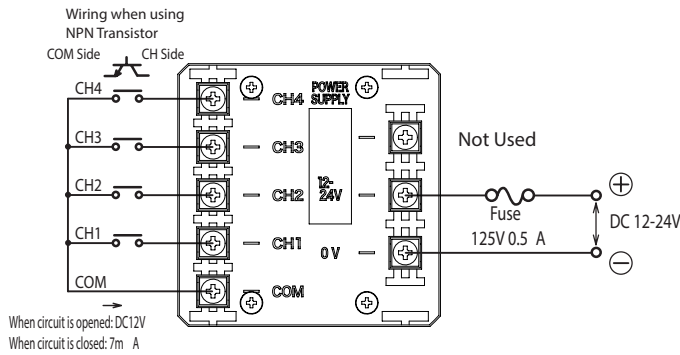 Wiring when using
NPN Transistor
COM Side CH Side
CH4
CH3
CH2
CH1
COM
When circuit is opened: DC12V
When circuit is closed: 7m A
POWER
CH4 SUPPLY
CH3
12-
CH2 24V
CH1 0 V
COM
Not Used
Fuse
125V 0.5 A
+
DC 12-24V
−